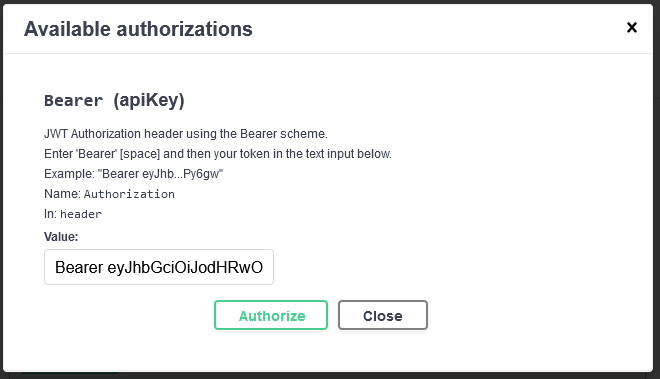 Available authorizations
×
Bearer (apiKey)
JWT Authorization header using the Bearer scheme.
Enter 'Bearer' [space] and then your token in the text input below.
Example: "Bearer eyJhb...Py6gw"
Name: Authorization
In: header
Value:
Bearer eyJhbGciOiJodHRwO
Authorize Close